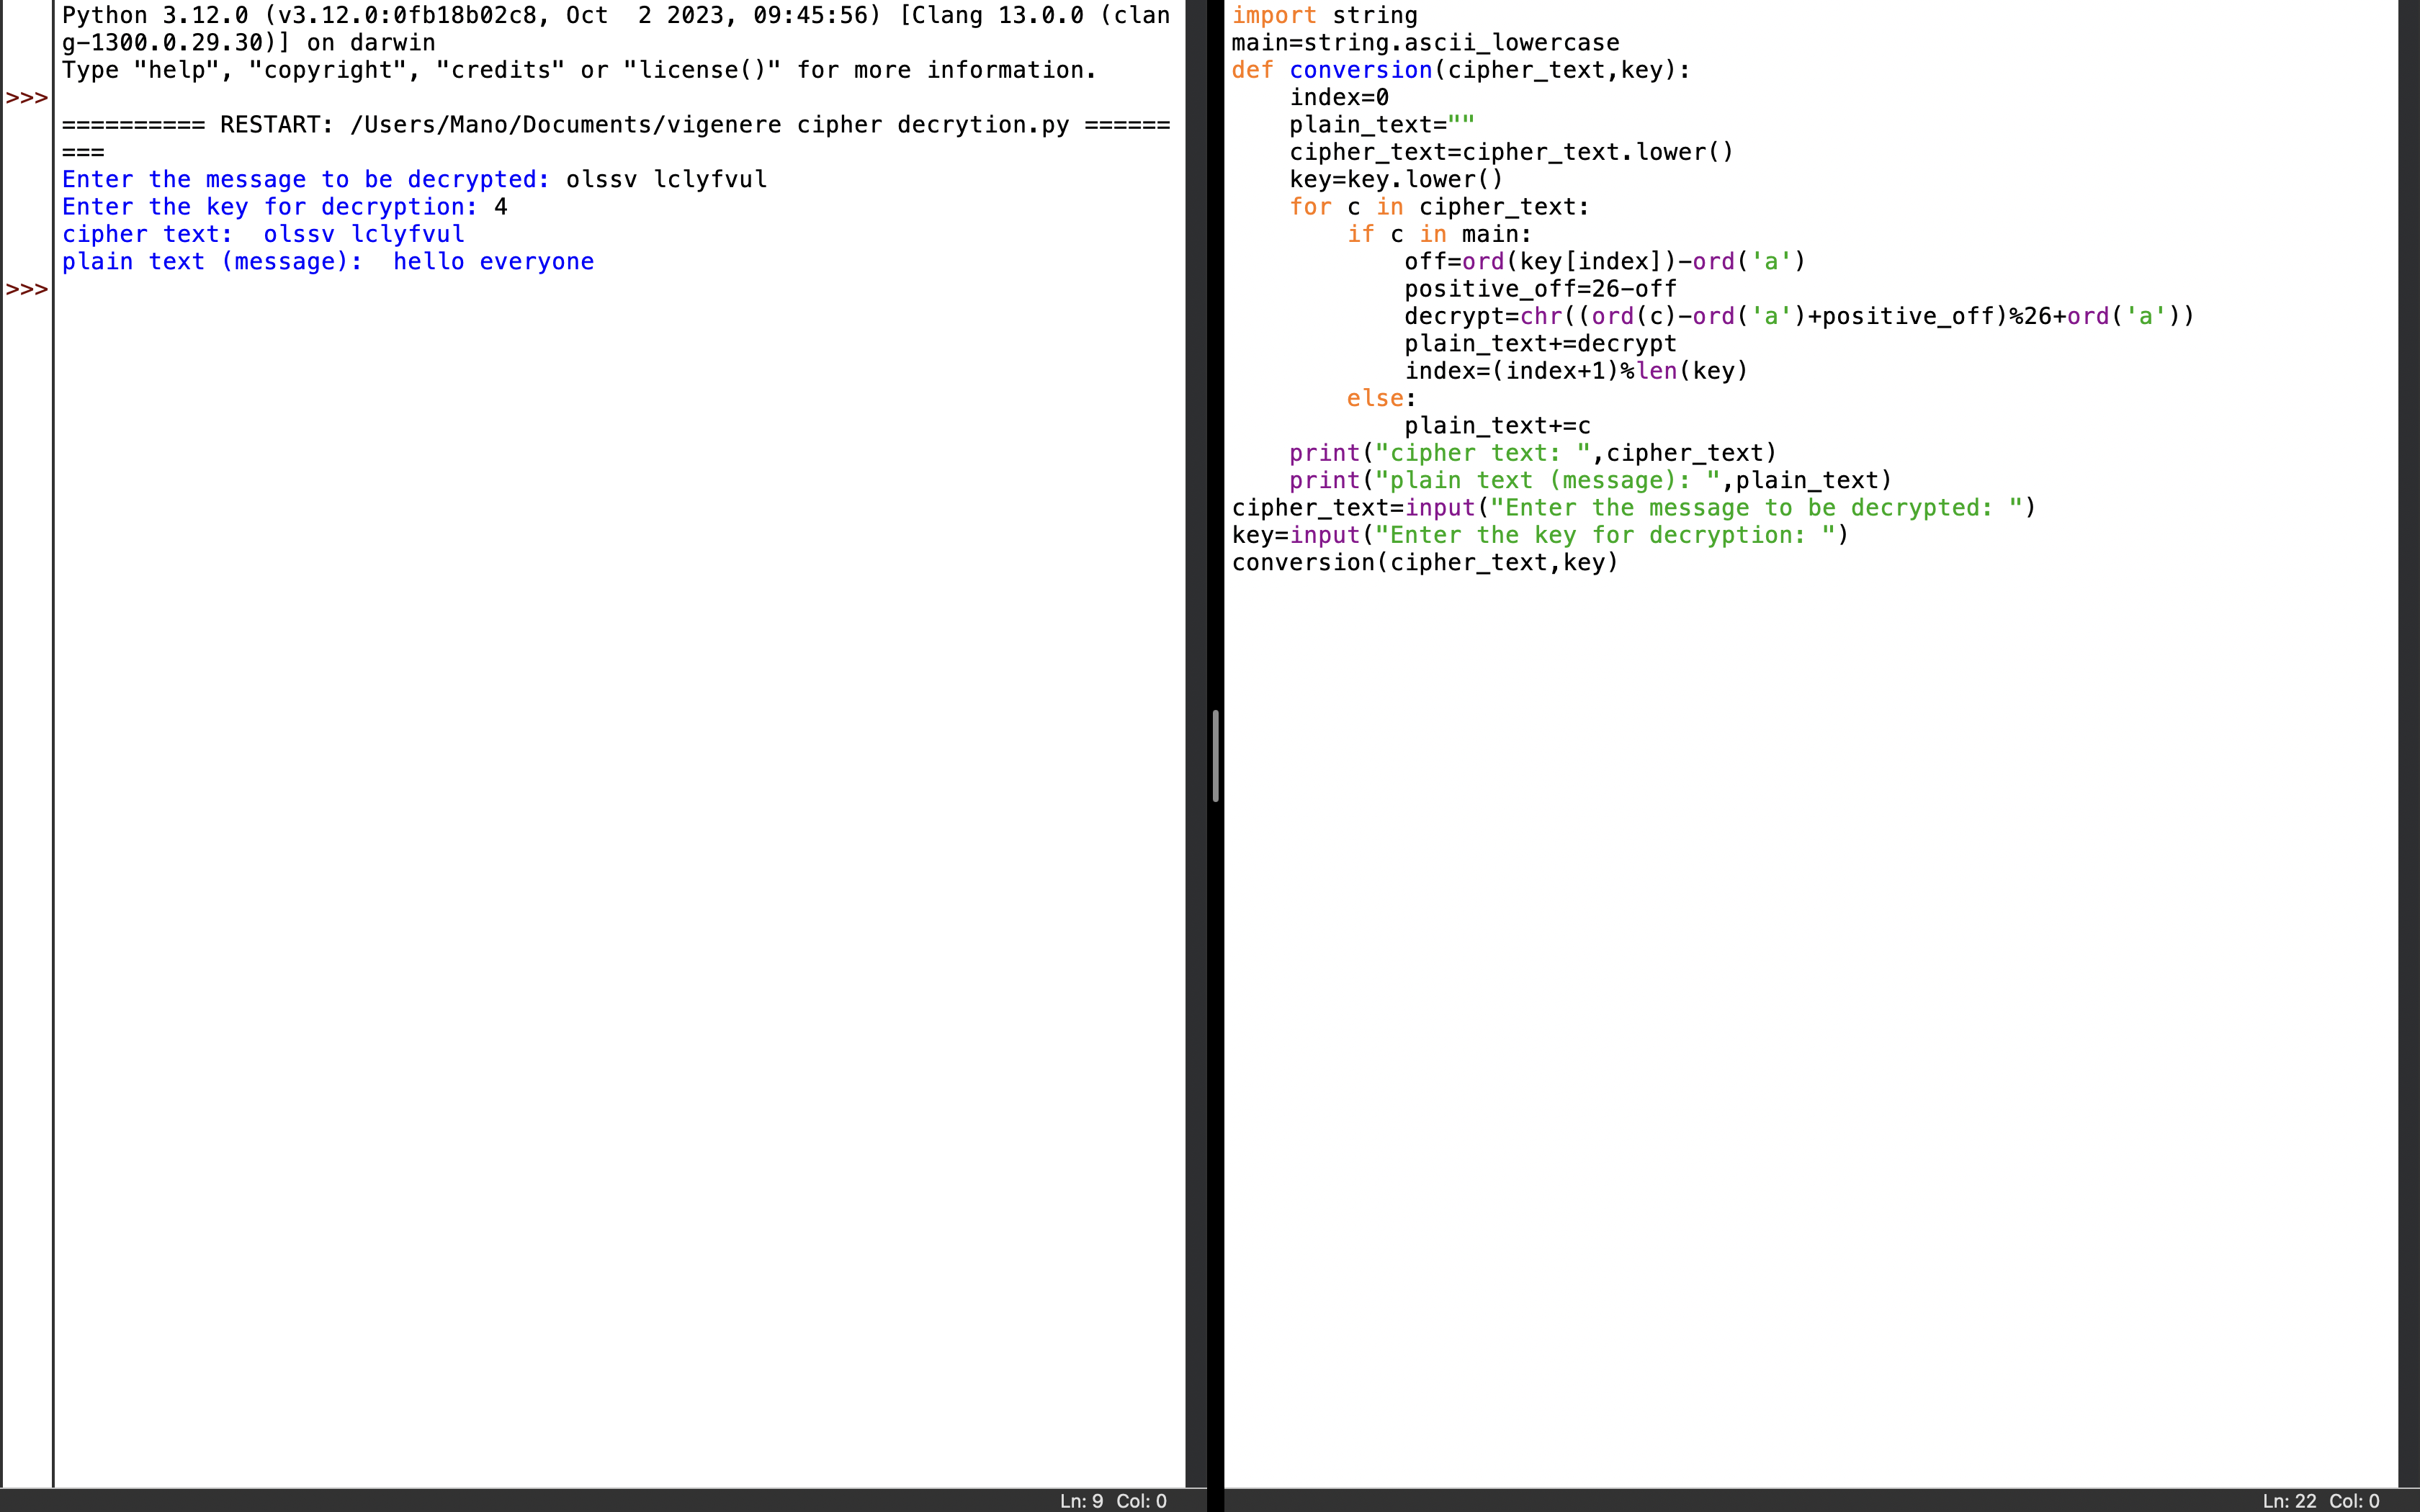 Python 3.12.0 (v3.12.0:0fb18b02c8, Oct  2 2023, 09:45:56) [Clang 13.0.0 (clan
g-1300.0.29.30)] on darwin
Type "help", "copyright", "credits" or "license()" for more information.
>>>
========== RESTART: /Users/Mano/Documents/vigenere cipher decrytion.py ======
===
Enter the message to be decrypted: olssv lclyfvul
Enter the key for decryption: 4
cipher text:  olssv lclyfvul
plain text (message):  hello everyone
>>>
Ln: 9  Col: 0
import string
main=string.ascii_lowercase
def conversion(cipher_text,key):
    index=0
    plain_text=""
    cipher_text=cipher_text.lower()
    key=key.lower()
    for c in cipher_text:
        if c in main:
            off=ord(key[index])-ord('a')
            positive_off=26-off
            decrypt=chr((ord(c)-ord('a')+positive_off)%26+ord('a'))
            plain_text+=decrypt
            index=(index+1)%len(key)
        else:
            plain_text+=c
    print("cipher text: ",cipher_text)
    print("plain text (message): ",plain_text)
cipher_text=input("Enter the message to be decrypted: ")
key=input("Enter the key for decryption: ")
conversion(cipher_text,key)
Ln: 22  Col: 0